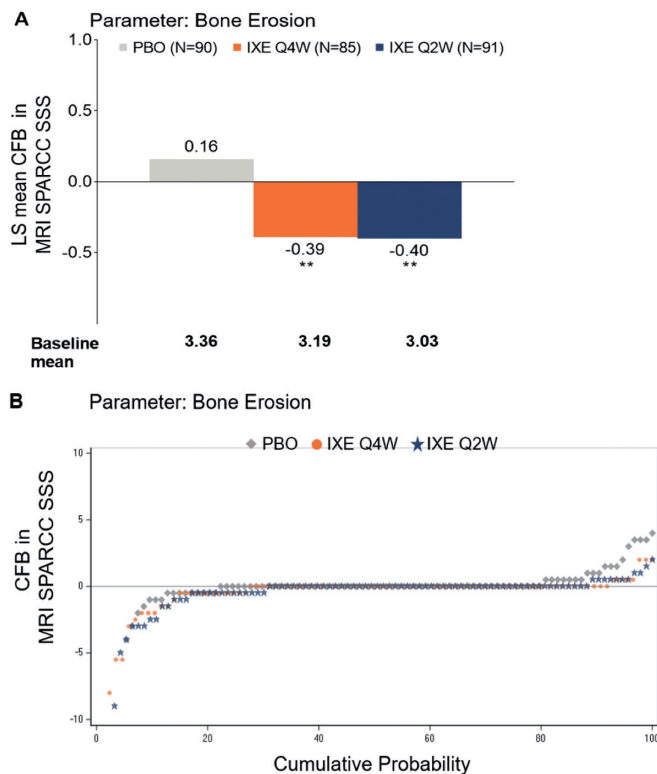 A
Parameter: Bone Erosion
PBO (N=90) IXE Q4W (N=85) IXE Q2W (N=91)
LS mean CFB in
MRI SPARCC SSS
1.0
0.5
0.0
-0.5
0.16
-0.39
**
-0.40
**
Baseline
mean
3.36 3.19 3.03
B
Parameter: Bone Erosion
PBO IXE Q4W IXE Q2W
CFB in
MRI SPARCC SSS
10
5
0
-5
-10
0 20 40 60 80 100
Cumulative Probability